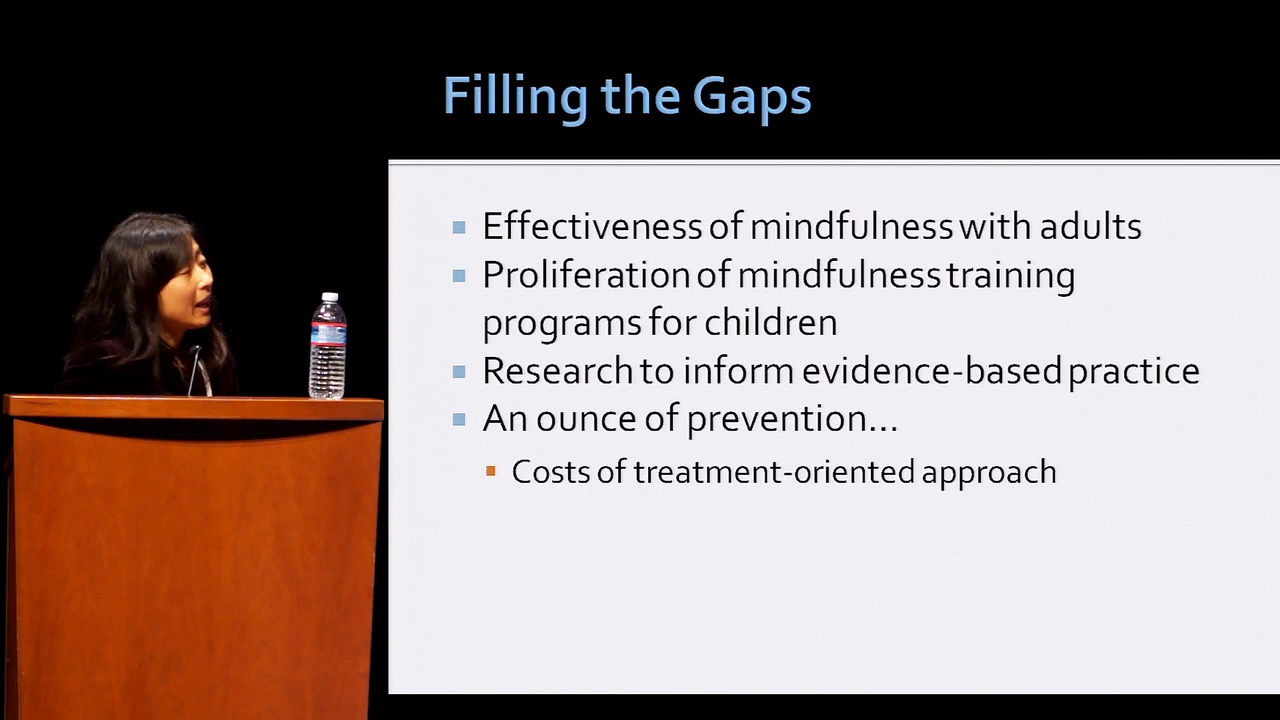 Filling the Gaps
Effectiveness of mindfulness with adults
Proliferation of mindfulness training
programs for children
Research to inform evidence-based practice
An ounce of prevention...
Costs of treatment-oriented approach